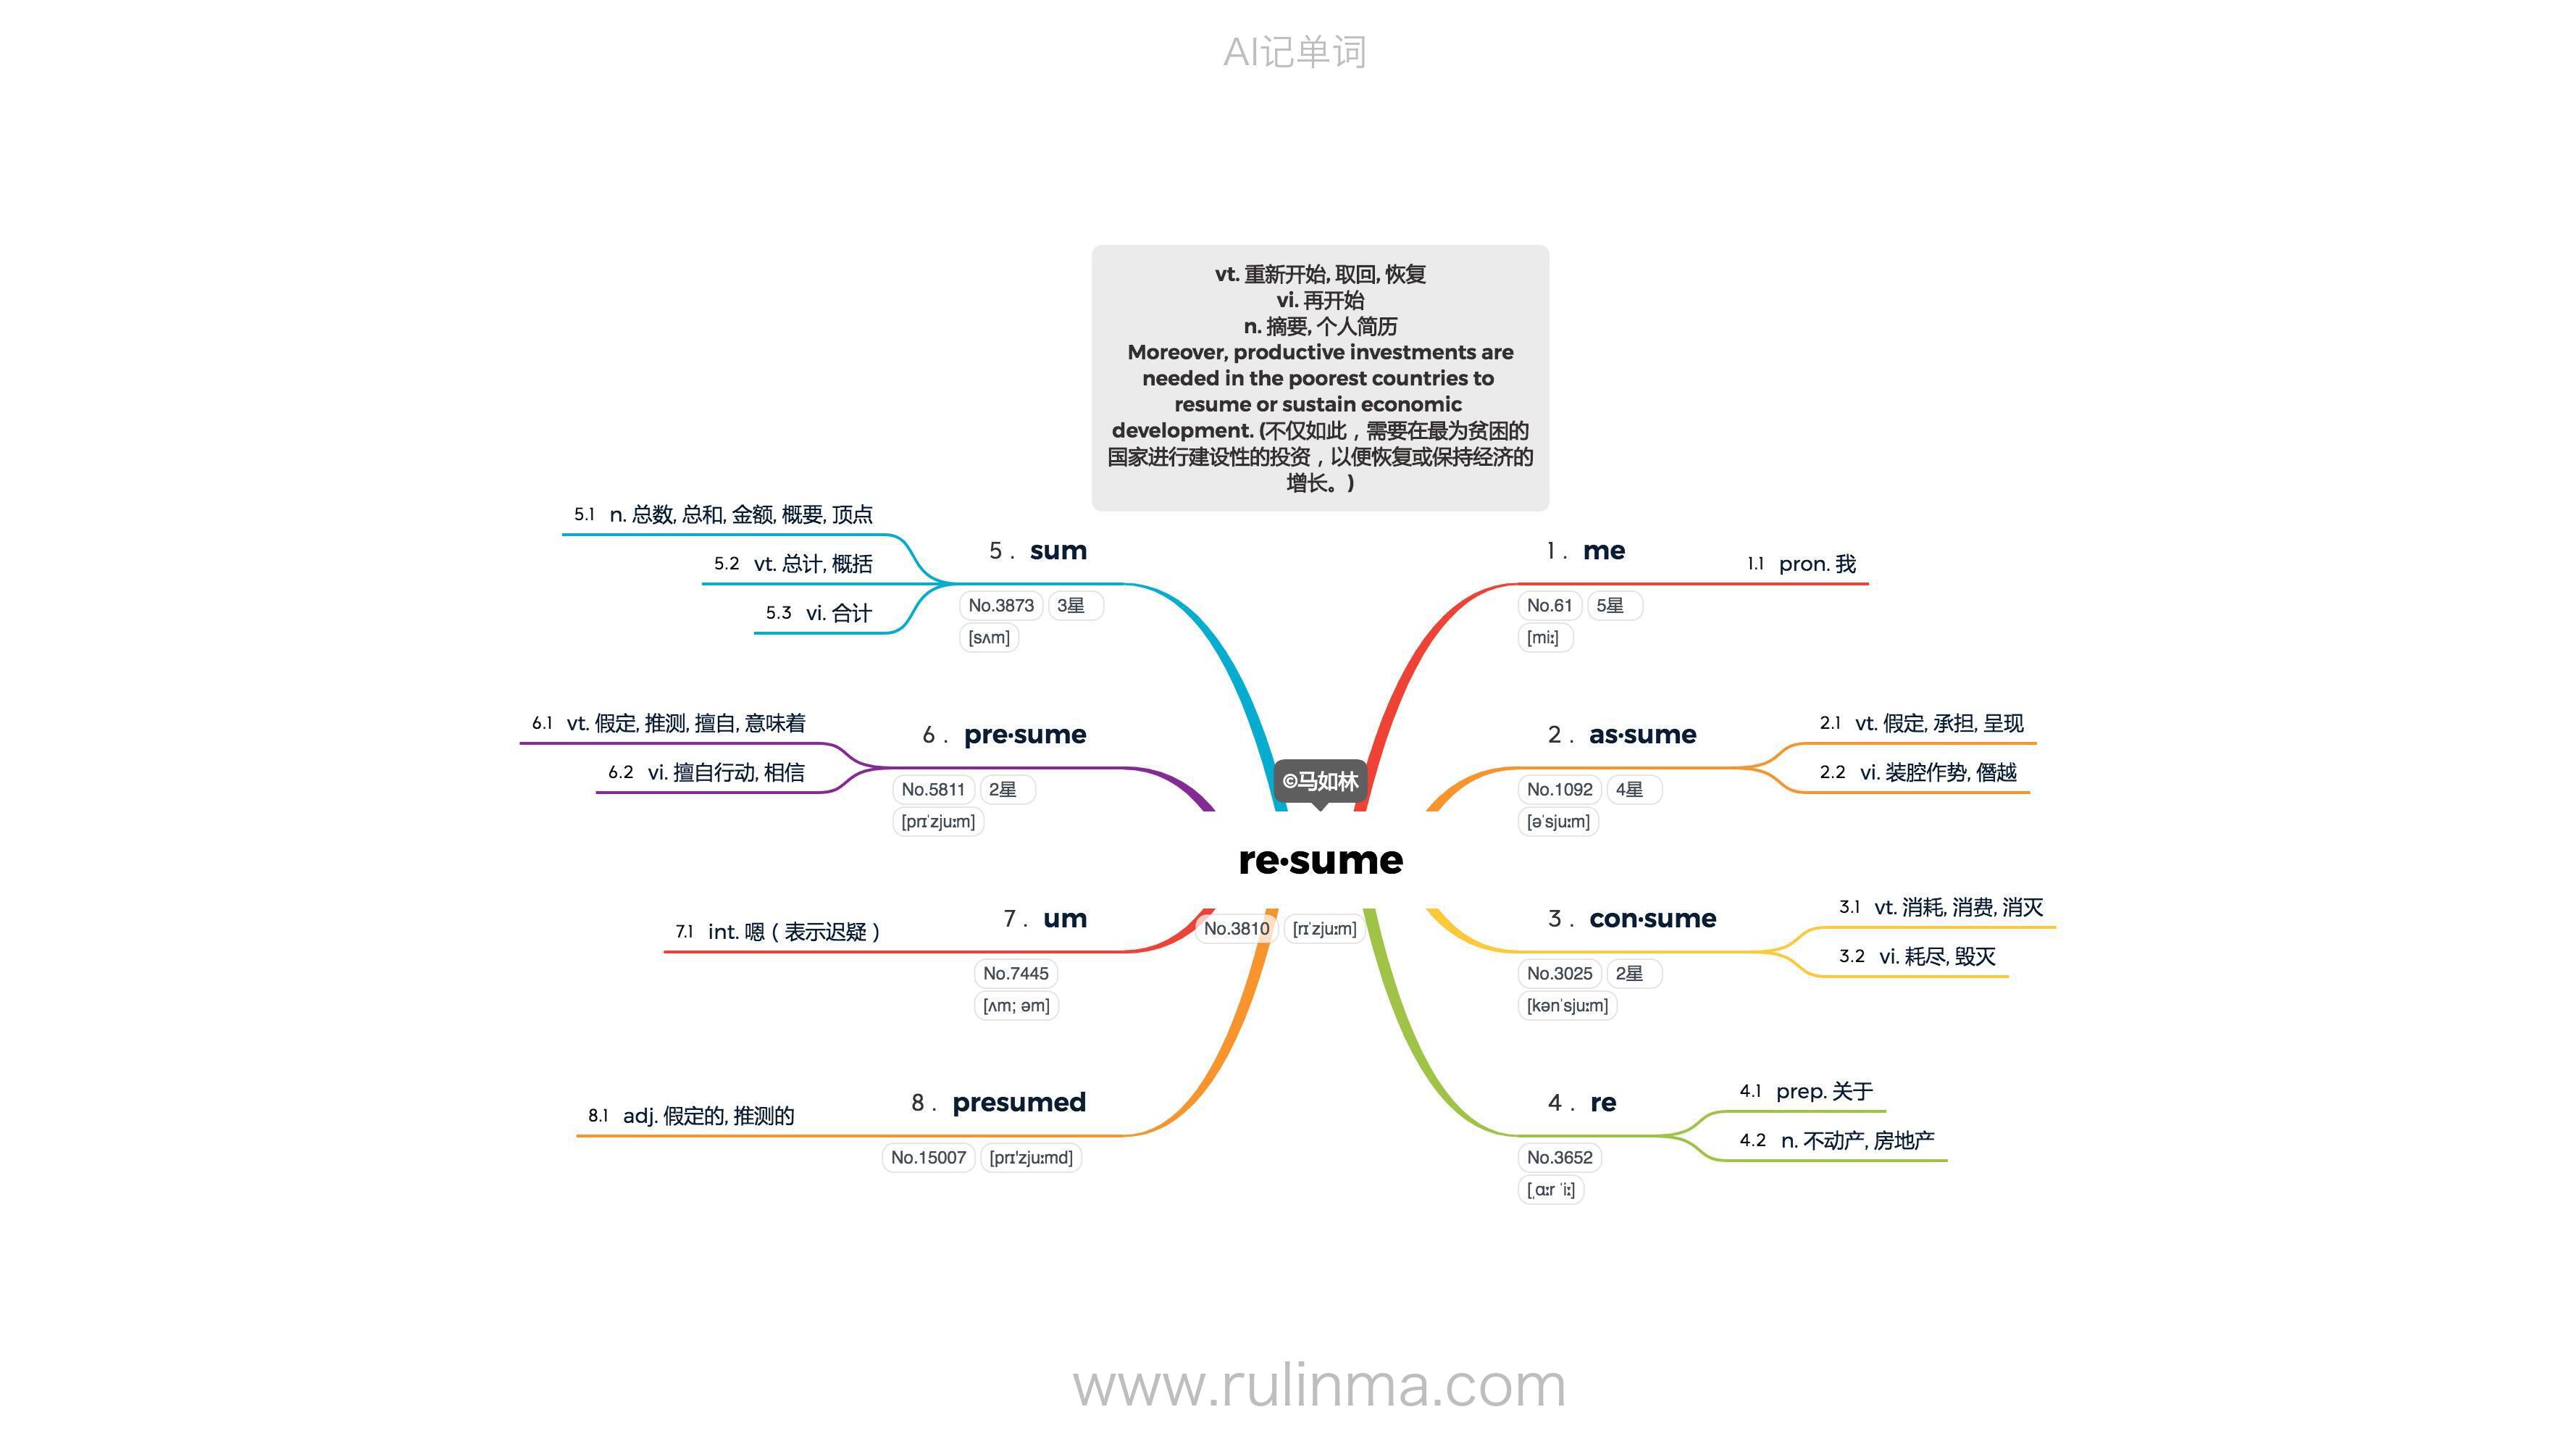 AI记单词
vt. 重新开始, 取回, 恢复
vi. 再开始
n. 摘要, 个人简历
Moreover, productive investments are
needed in the poorest countries to
resume or sustain economic
development. (不仅如此，需要在最为贫困的
国家进行建设性的投资，以便恢复或保持经济的
增长。)
©马如林
re·sume
No.3810 [rɪˈzjuːm]
1 . me
No.61 5星
[miː]
1.1 pron. 我
2 . as·sume
No.1092 4星
[əˈsjuːm]
2.1 vt. 假定, 承担, 呈现
2.2 vi. 装腔作势, 僭越
3 . con·sume
No.3025 2星
[kənˈsjuːm]
3.1 vt. 消耗, 消费, 消灭
3.2 vi. 耗尽, 毁灭
4 . re
No.3652
[ˌɑːr ˈiː]
4.1 prep. 关于
4.2 n. 不动产, 房地产
5 . sum
No.3873 3星
[sʌm]
5.1 n. 总数, 总和, 金额, 概要, 顶点
5.2 vt. 总计, 概括
5.3 vi. 合计
6 . pre·sume
No.5811 2星
[prɪˈzjuːm]
6.1 vt. 假定, 推测, 擅自, 意味着
6.2 vi. 擅自行动, 相信
7 . um
No.7445
[ʌm; əm]
7.1 int. 嗯（表示迟疑）
8 . presumed
No.15007 [prɪ'zjuːmd]
8.1 adj. 假定的, 推测的
www.rulinma.com